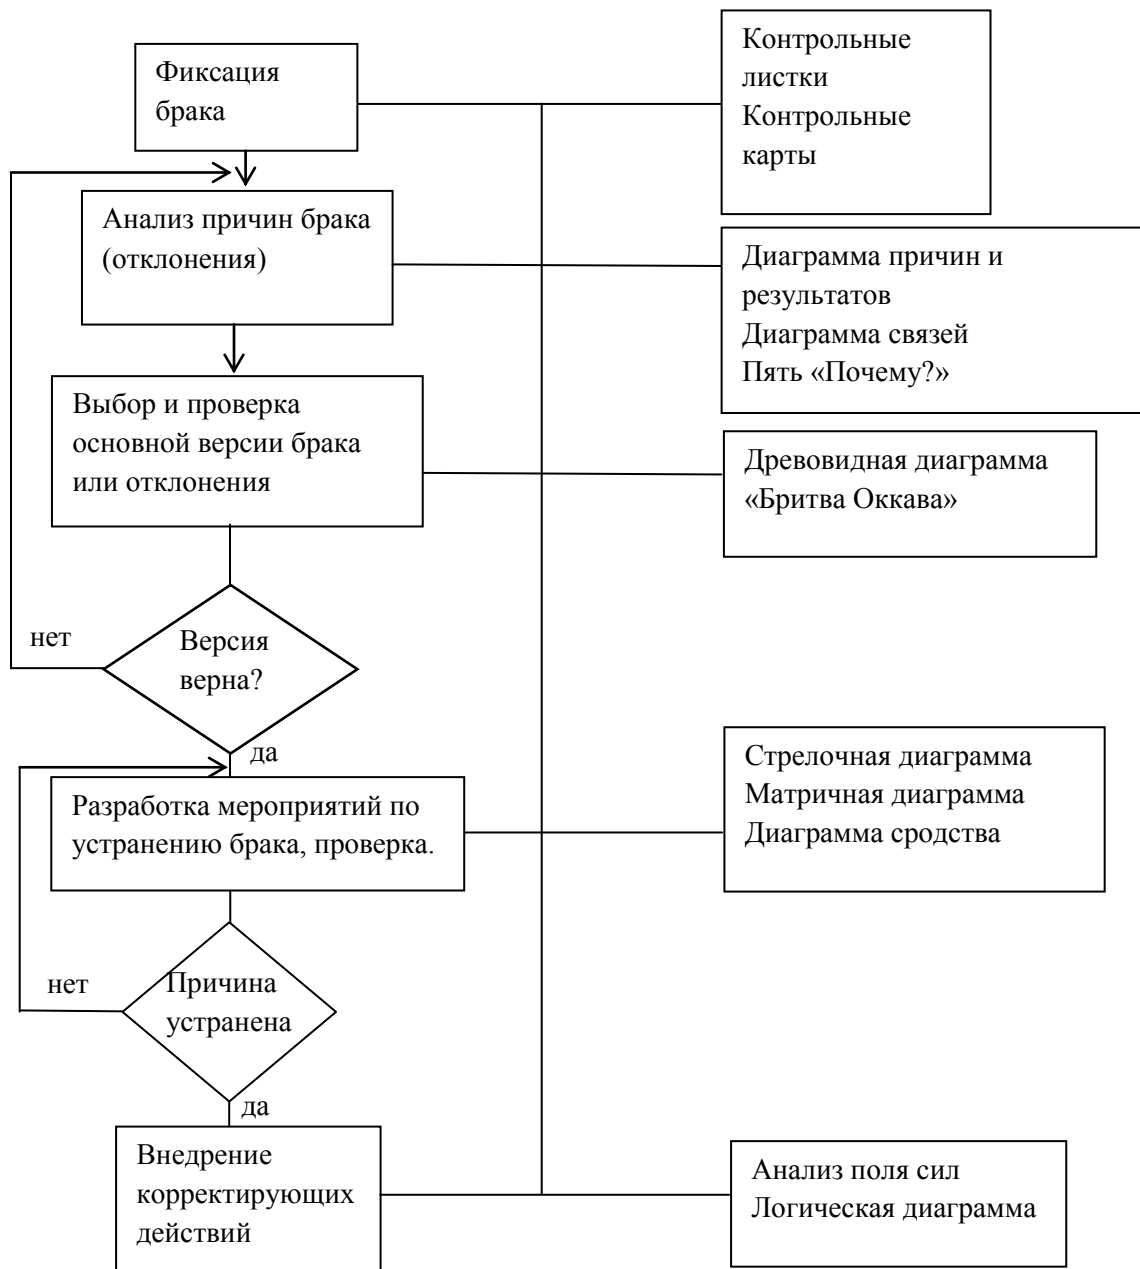 Фиксация
брака
Контрольные
листки
Контрольные
карты
Анализ причин брака
(отклонения)
Диаграмма причин и
результатов
Диаграмма связей
Пять «Почему?»
Выбор и проверка
основной версии брака
или отклонения
Древовидная диаграмма
«Бритва Оккава»
нет
Версия
верна?
да
Разработка мероприятий по
устранению брака, проверка.
Стрелочная диаграмма
Матричная диаграмма
Диаграмма сродства
нет
Причина
устранена
да
Внедрение
корректирующих
действий
Анализ поля сил
Логическая диаграмма